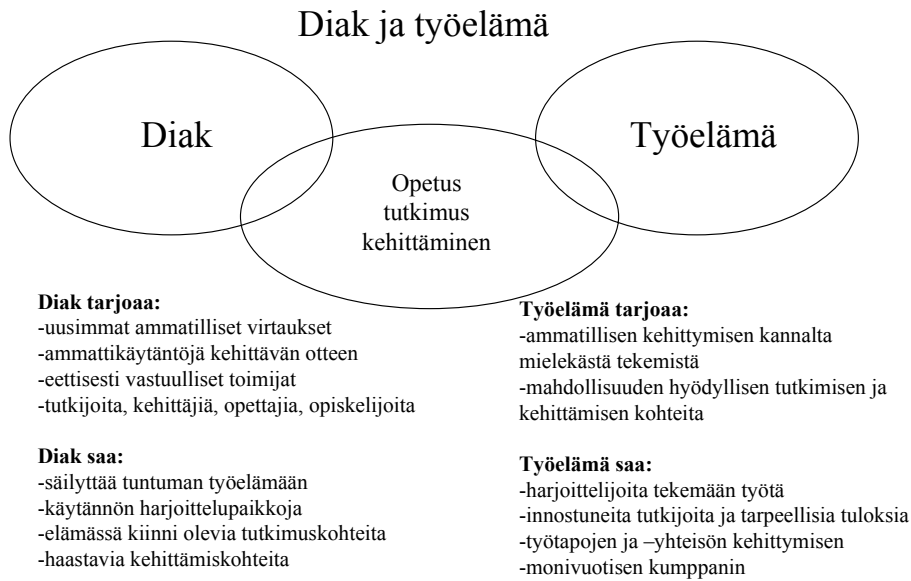 Diak ja työelämä
Diak
Työelämä
Opetus
tutkimus
kehittäminen
Diak tarjoaa:
-uusimmat ammatilliset virtaukset
-ammattikäytäntöjä kehittävän otteen
-eettisesti vastuulliset toimijat
-tutkijoita, kehittäjiä, opettajia, opiskelijoita
Diak saa:
-säilyttää tuntuman työelämään
-käytännön harjoittelupaikkoja
-elämässä kiinni olevia tutkimuskohteita
-haastavia kehittämiskohteita
Työelämä tarjoaa:
-ammatillisen kehittymisen kannalta
mielekästä tekemistä
-mahdollisuuden hyödyllisen tutkimisen ja
kehittämisen kohteita
Työelämä saa:
-harjoittelijoita tekemään työtä
-innostuneita tutkijoita ja tarpeellisia tuloksia
-työtapojen ja –yhteisön kehittymisen
-monivuotisen kumppanin